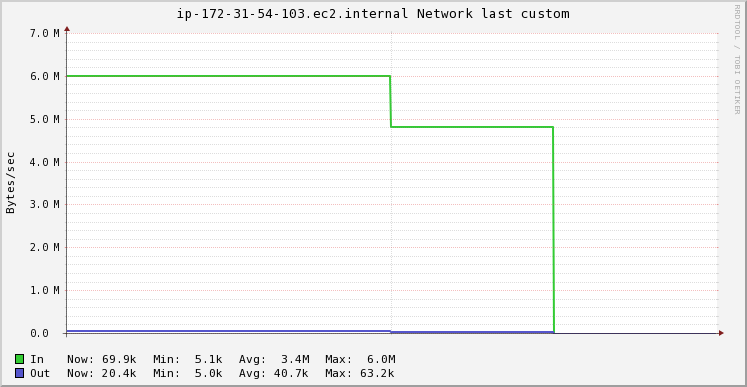 ip-172-31-54-103.ec2.internal Network last custom
RRDTOOL / TOBI OETIKER
Bytes/sec
7.0 M
6.0 M
5.0 M
4.0 M
3.0 M
2.0 M
1.0 M
0.0
In Now: 69.9k Min: 5.1k Avg: 3.4M Max: 6.0M
Out Now: 20.4k Min: 5.0k Avg: 40.7k Max: 63.2k